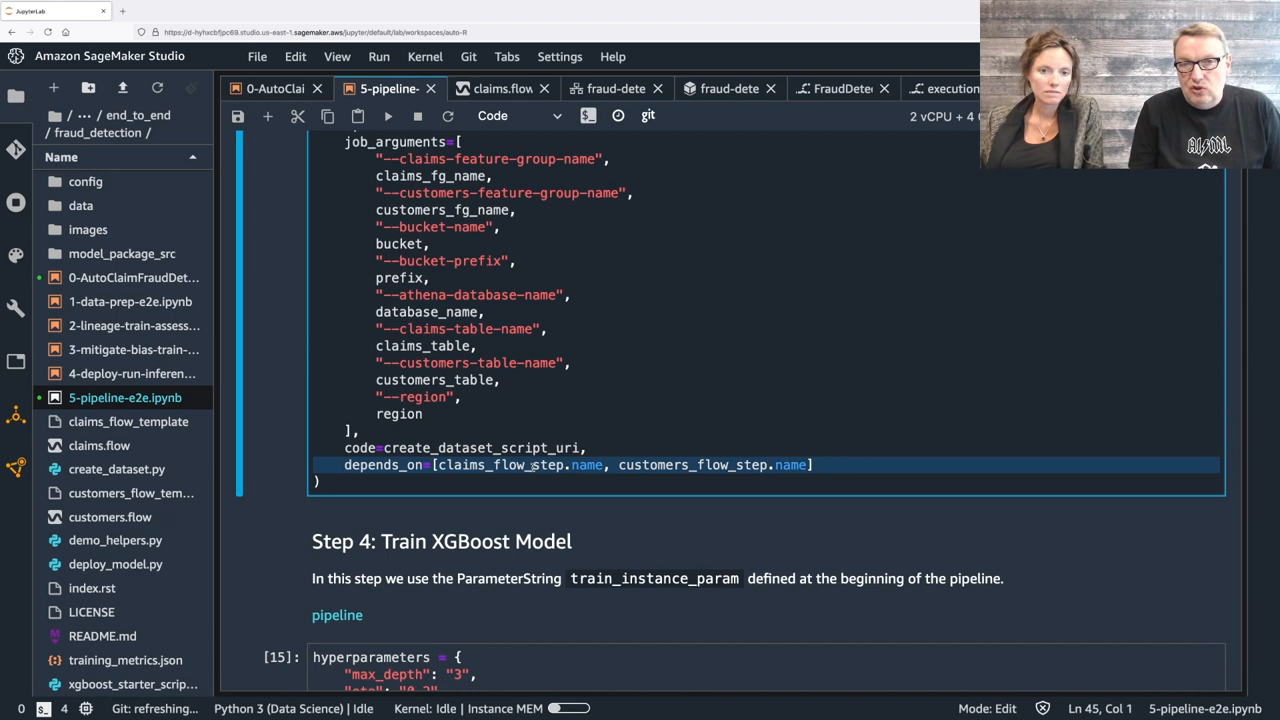 JupyterLab
https://d-hyhxcbfjpc69.studio.us-east-1.sagemaker.aws/jupyter/default/lab/workspaces/auto-R
Amazon SageMaker Studio
File Edit View Run Kernel Git Tabs Settings Help
0-AutoClai
5-pipeline-
claims.flow
fraud-dete
fraud-dete
FraudDete
execution
/ ··· / end_to_end
/ fraud_detection /
Code
git
2 vCPU + 4
Name
config
data
images
model_package_src
0-AutoClaimFraudDet...
1-data-prep-e2e.ipynb
2-lineage-train-assess...
3-mitigate-bias-train-...
4-deploy-run-inferen...
5-pipeline-e2e.ipynb
claims_flow_template
claims.flow
create_dataset.py
customers_flow_tem...
customers.flow
demo_helpers.py
deploy_model.py
index.rst
LICENSE
README.md
training_metrics.json
xgboost_starter_scrip...
job_arguments=[
"--claims-feature-group-name",
claims_fg_name,
"--customers-feature-group-name",
customers_fg_name,
"--bucket-name",
bucket,
"--bucket-prefix",
prefix,
"--athena-database-name",
database_name,
"--claims-table-name",
claims_table,
"--customers-table-name",
customers_table,
"--region",
region
],
code=create_dataset_script_uri,
depends_on=[claims_flow_step.name, customers_flow_step.name]
)
Step 4: Train XGBoost Model
In this step we use the ParameterString train_instance_param defined at the beginning of the pipeline.
pipeline
[15]:
hyperparameters = {
"max_depth": "3",
"eta": "0.2"
AI/ML
0 4 Git: refreshing... Python 3 (Data Science) | Idle Kernel: Idle | Instance MEM Mode: Edit Ln 45, Col 1 5-pipeline-e2e.ipynb